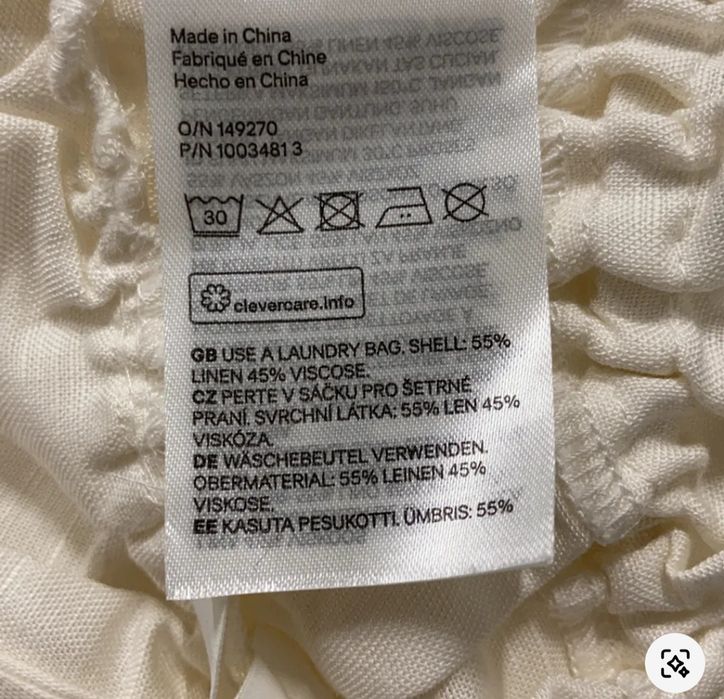 Made in China
Fabriqué en Chine
Hecho en China
O/N 149270
P/N 10034813
30
clevercare.info
GB USE A LAUNDRY BAG. SHELL: 55%
LINEN 45% VISCOSE.
CZ PERTE V SÁČKU PRO ŠETRNÉ
PRANÍ. SVRCHNÍ LÁTKA: 55% LEN 45%
VISKÓZA.
DE WÄSCHEBEUTEL VERWENDEN.
OBERMATERIAL: 55% LEINEN 45%
VISKOSE.
EE KASUTA PESUKOTTI. ÜMBRIS: 55%